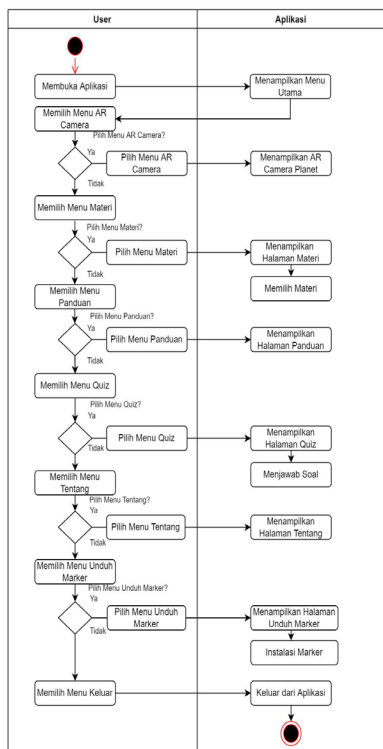 User
Aplikasi
Membuka Aplikasi
Menampilkan Menu
Utama
Memilih Menu AR
Camera
Pilih Menu AR Camera?
Ya
Pilih Menu AR
Camera
Menampilkan AR
Camera Planet
Tidak
Memilih Menu Materi
Pilih Menu Materi?
Ya
Pilih Menu Materi
Menampilkan
Halaman Materi
Tidak
Memilih Materi
Memilih Menu
Panduan
Pilih Menu Panduan?
Ya
Pilih Menu Panduan
Menampilkan
Halaman Panduan
Tidak
Memilih Menu Quiz
Pilih Menu Quiz?
Ya
Pilih Menu Quiz
Menampilkan
Halaman Quiz
Tidak
Menjawab Soal
Memilih Menu
Tentang
Pilih Menu Tentang?
Ya
Pilih Menu Tentang
Menampilkan
Halaman Tentang
Tidak
Memilih Menu Unduh
Marker
Pilih Menu Unduh Marker?
Ya
Pilih Menu Unduh
Marker
Menampilkan Halaman
Unduh Marker
Tidak
Instalasi Marker
Memilih Menu Keluar
Keluar dari Aplikasi